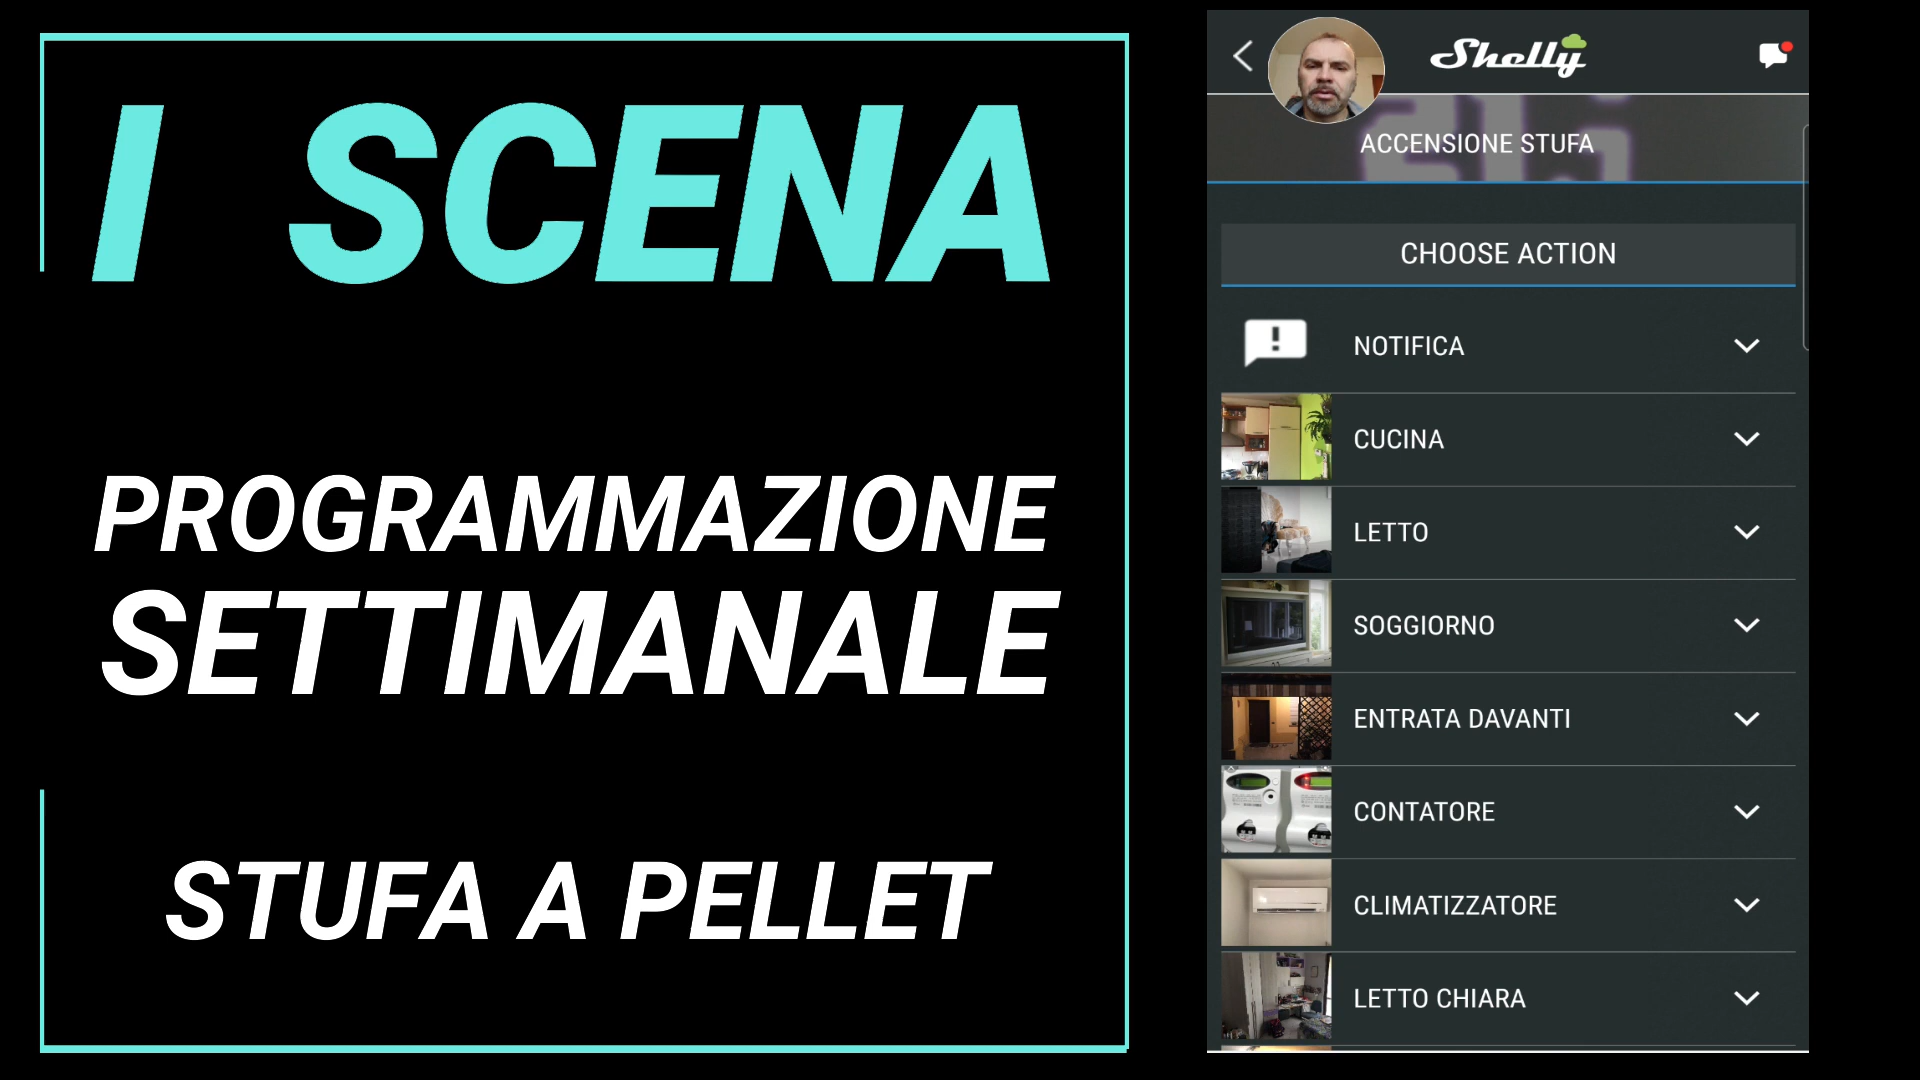 I SCENA
PROGRAMMAZIONE
SETTIMANALE
STUFA A PELLET
Shelly
ACCENSIONE STUFA
CHOOSE ACTION
NOTIFICA
CUCINA
LETTO
SOGGIORNO
ENTRATA DAVANTI
CONTATORE
CLIMATIZZATORE
LETTO CHIARA